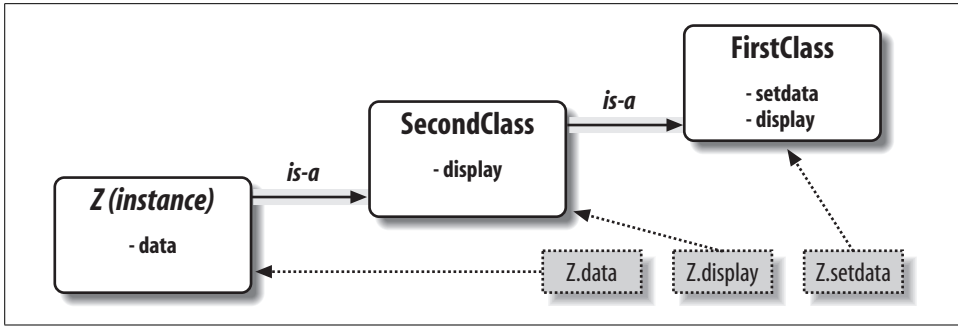 FirstClass
- setdata
- display
is-a
SecondClass
- display
is-a
Z (instance)
- data
Z.data
Z.display
Z.setdata